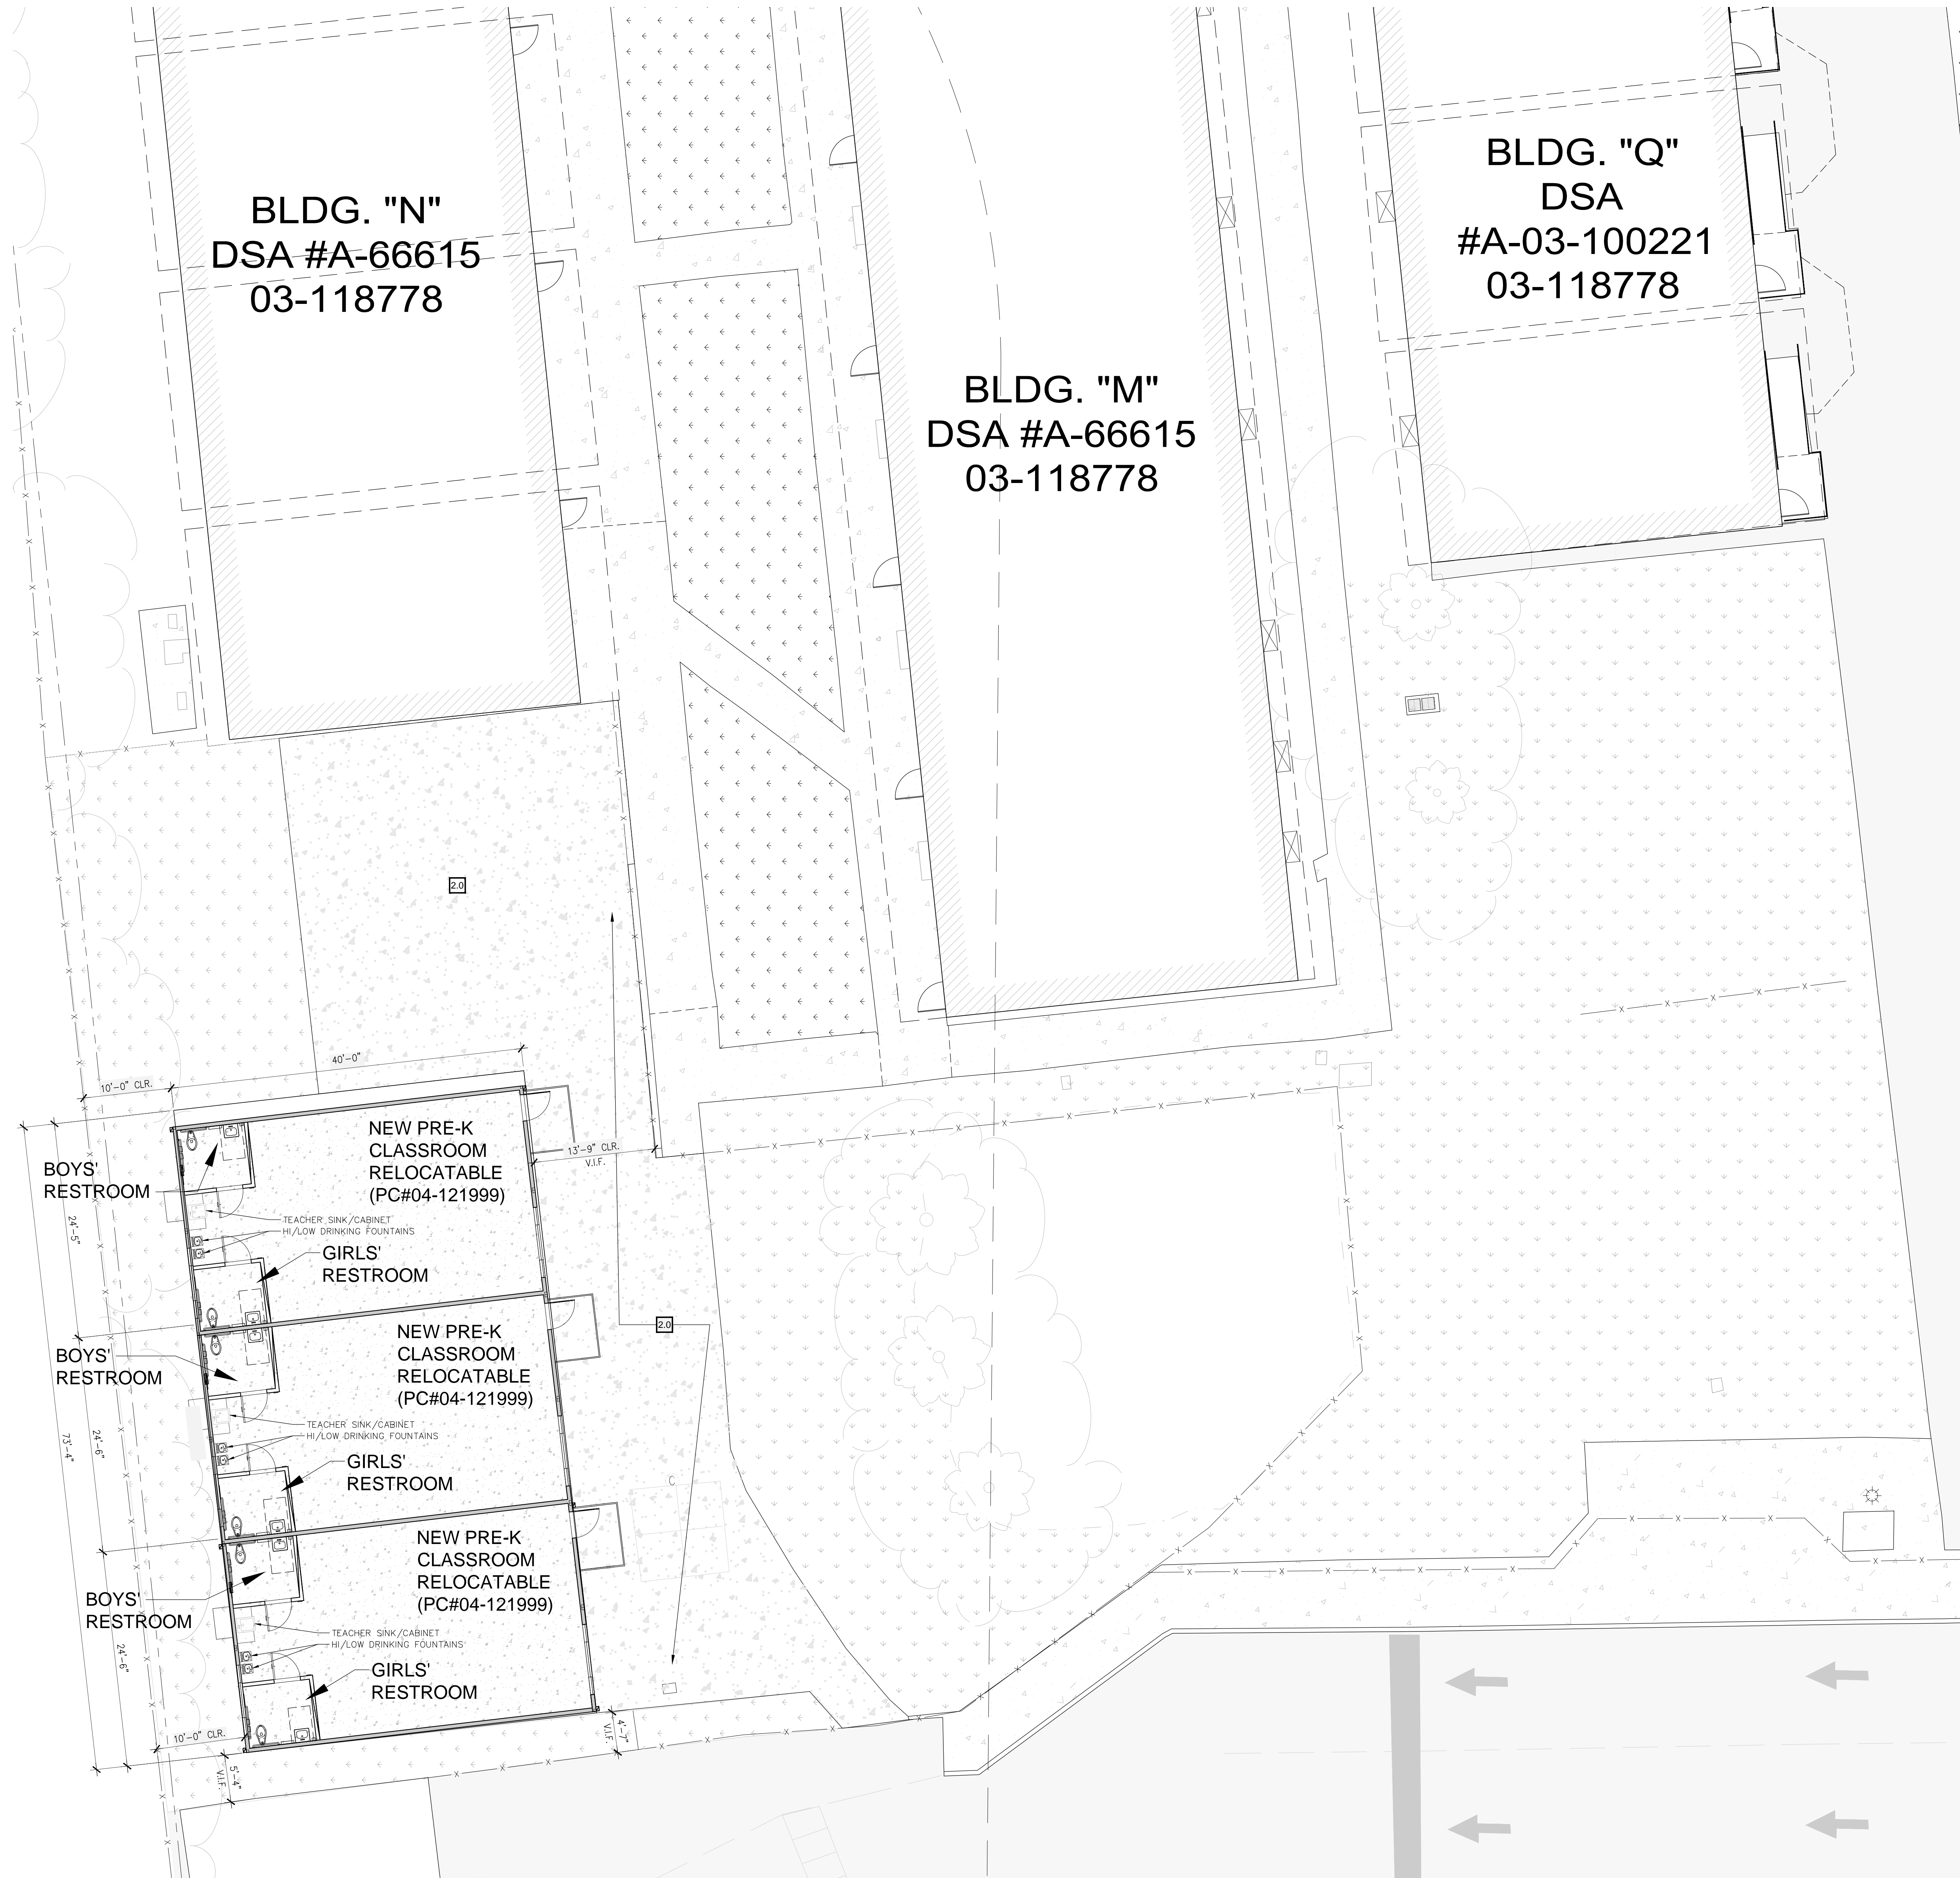 BLDG. "N"
DSA #A-66615
03-118778
BLDG. "M"
DSA #A-66615
03-118778
BLDG. "Q"
DSA
#A-03-100221
03-118778
2.0
40'-0"
10'-0" CLR.
13'-9" CLR.
V.I.F.
NEW PRE-K
CLASSROOM
RELOCATABLE
(PC#04-121999)
BOYS'
RESTROOM
TEACHER SINK/CABINET
HI/LOW DRINKING FOUNTAINS
GIRLS'
RESTROOM
24'-5"
2.0
NEW PRE-K
CLASSROOM
RELOCATABLE
(PC#04-121999)
BOYS'
RESTROOM
TEACHER SINK/CABINET
HI/LOW DRINKING FOUNTAINS
GIRLS'
RESTROOM
73'-4"
24'-6"
C
NEW PRE-K
CLASSROOM
RELOCATABLE
(PC#04-121999)
BOYS'
RESTROOM
TEACHER SINK/CABINET
HI/LOW DRINKING FOUNTAINS
GIRLS'
RESTROOM
24'-6"
10'-0" CLR.
5'-4"
V.I.F.
4'-7"
V.I.F.